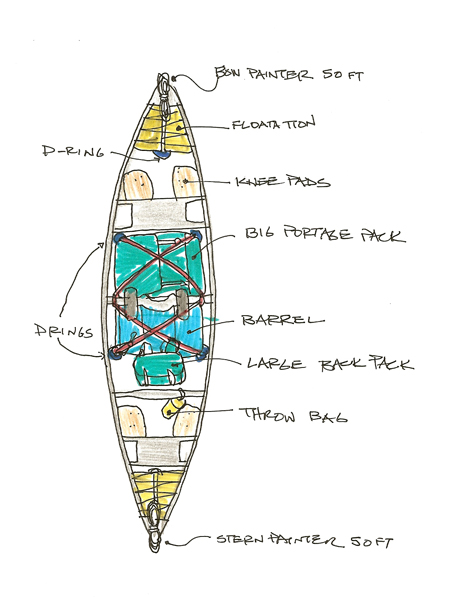 BOW PAINTER 50 FT
FLOATATION
D-RING
KNEE PADS
BIG PORTAGE PACK
D RINGS
BARREL
LARGE BACK PACK
THROW BAG
STERN PAINTER 50 FT